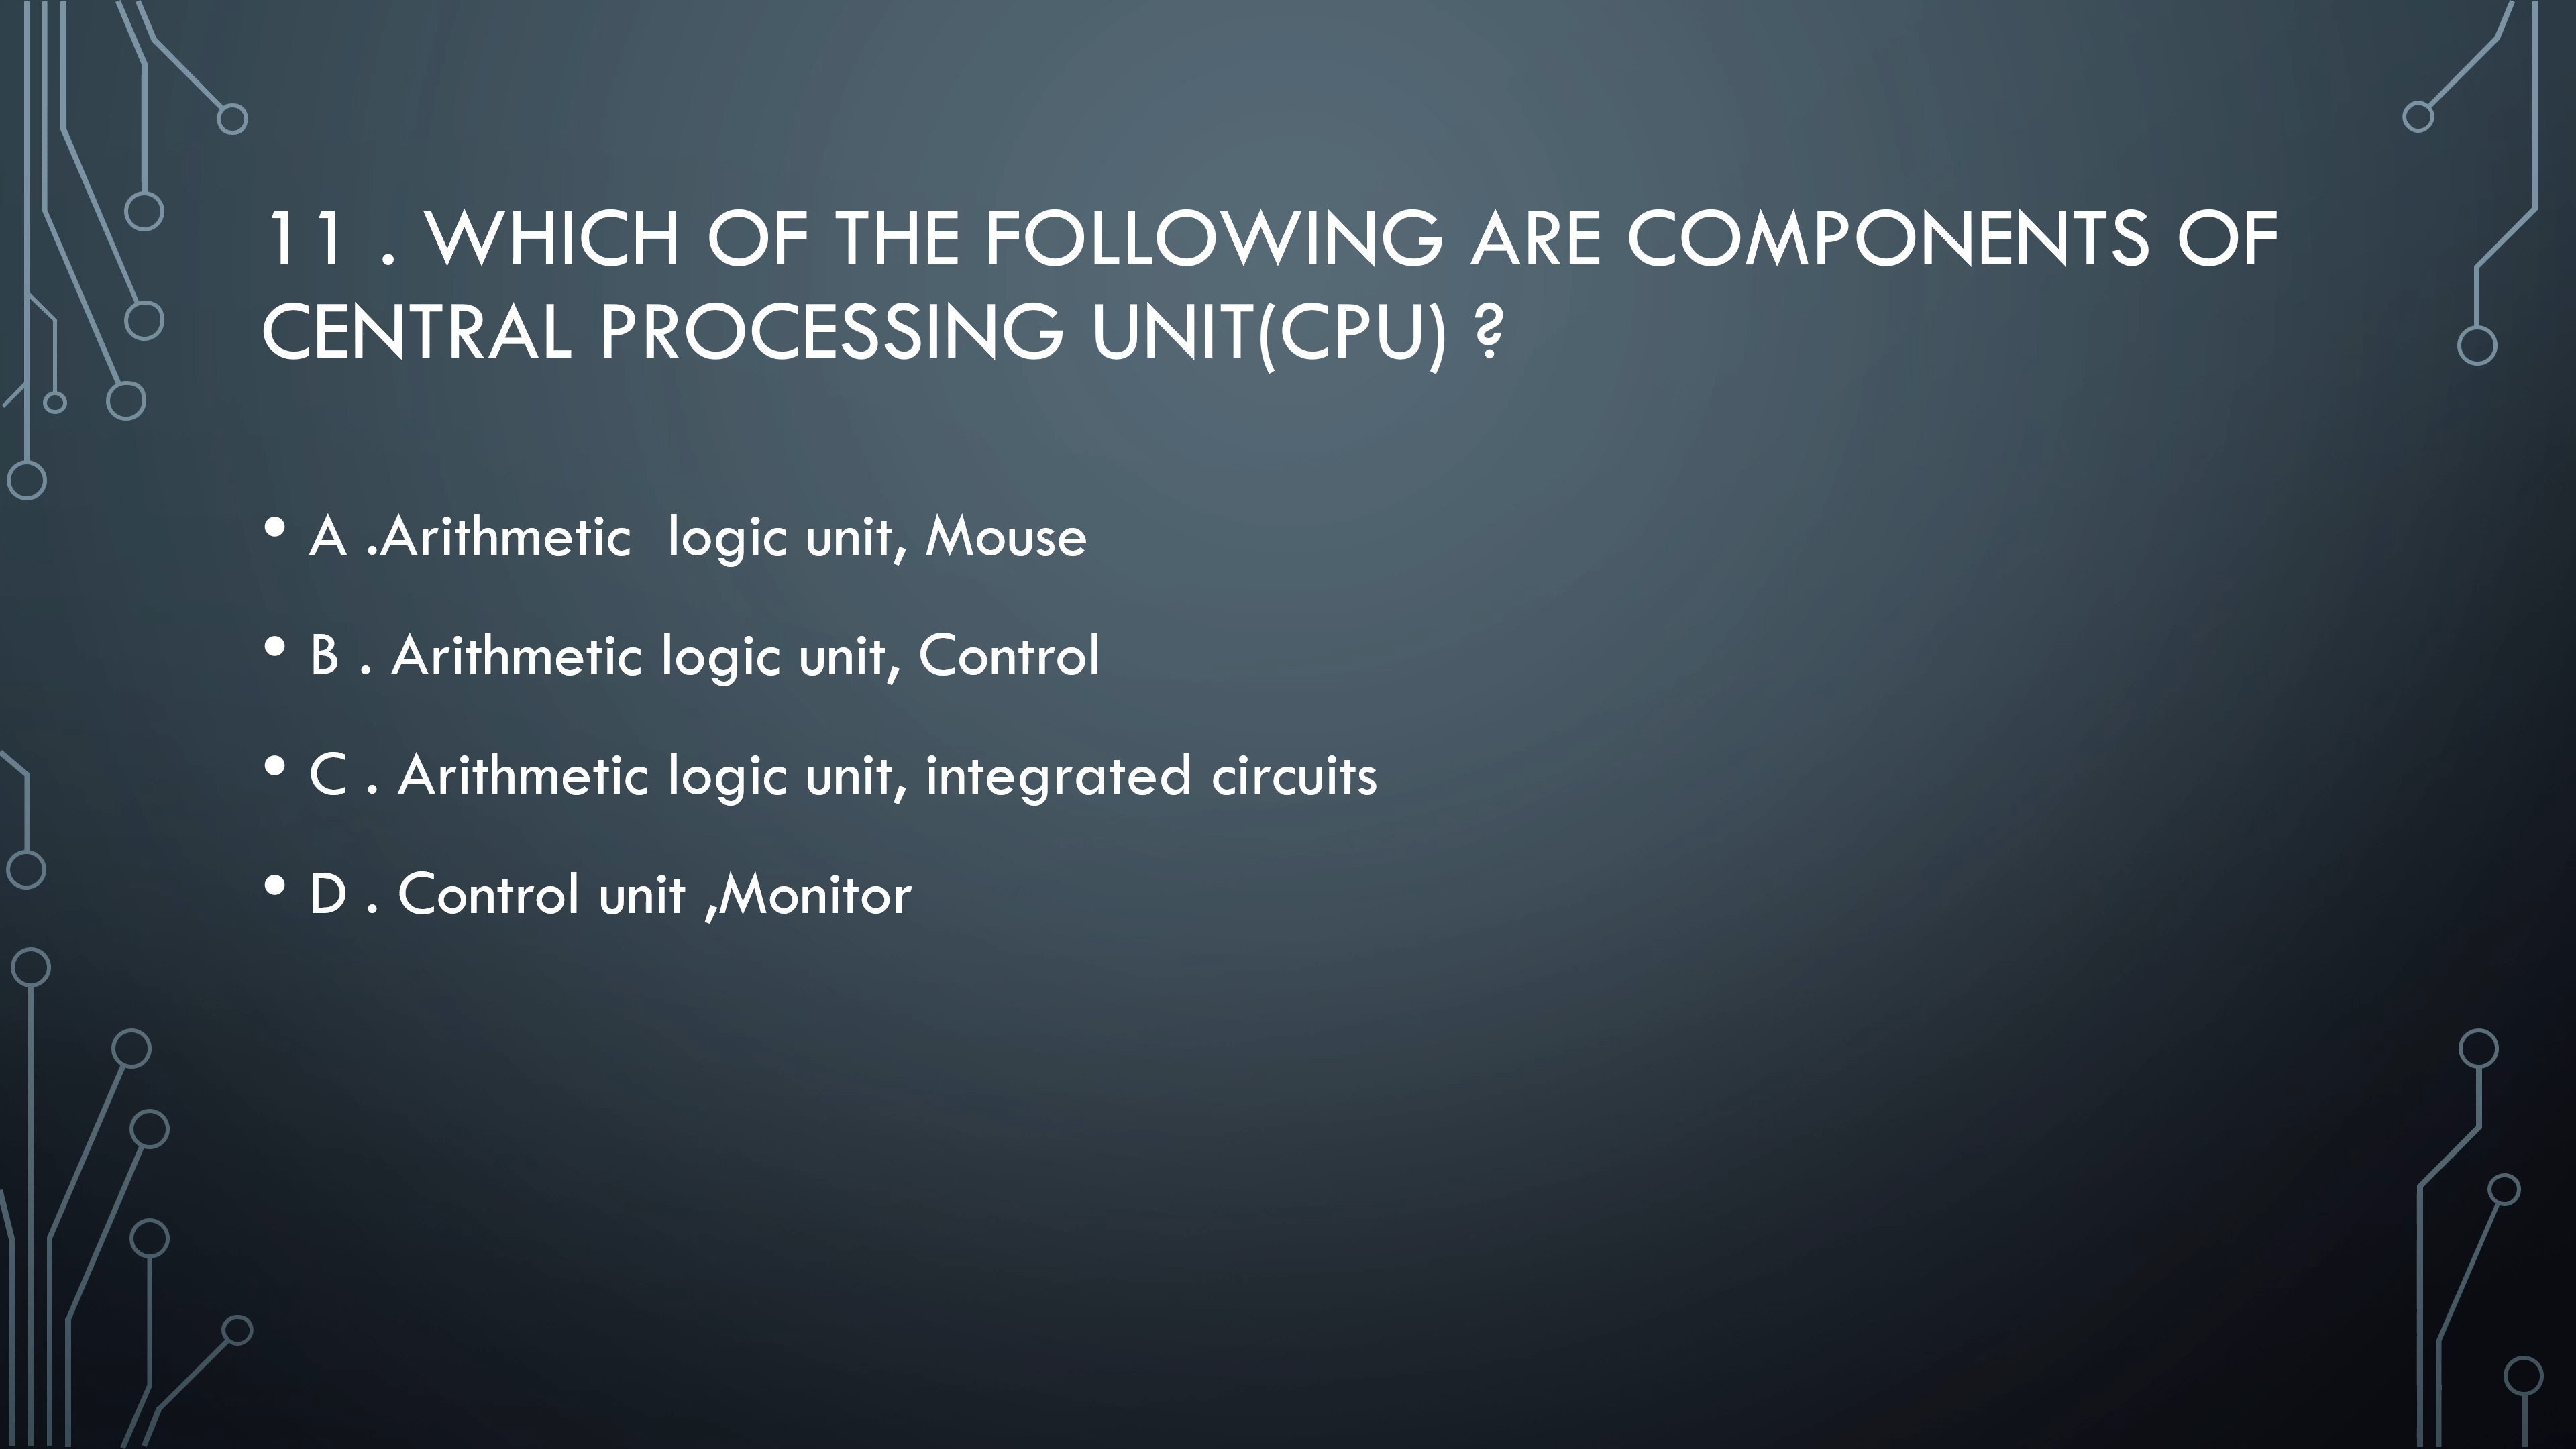 11 . WHICH OF THE FOLLOWING ARE COMPONENTS OF
CENTRAL PROCESSING UNIT(CPU) ?
• A .Arithmetic  logic unit, Mouse
• B . Arithmetic logic unit, Control
• C . Arithmetic logic unit, integrated circuits
• D . Control unit ,Monitor